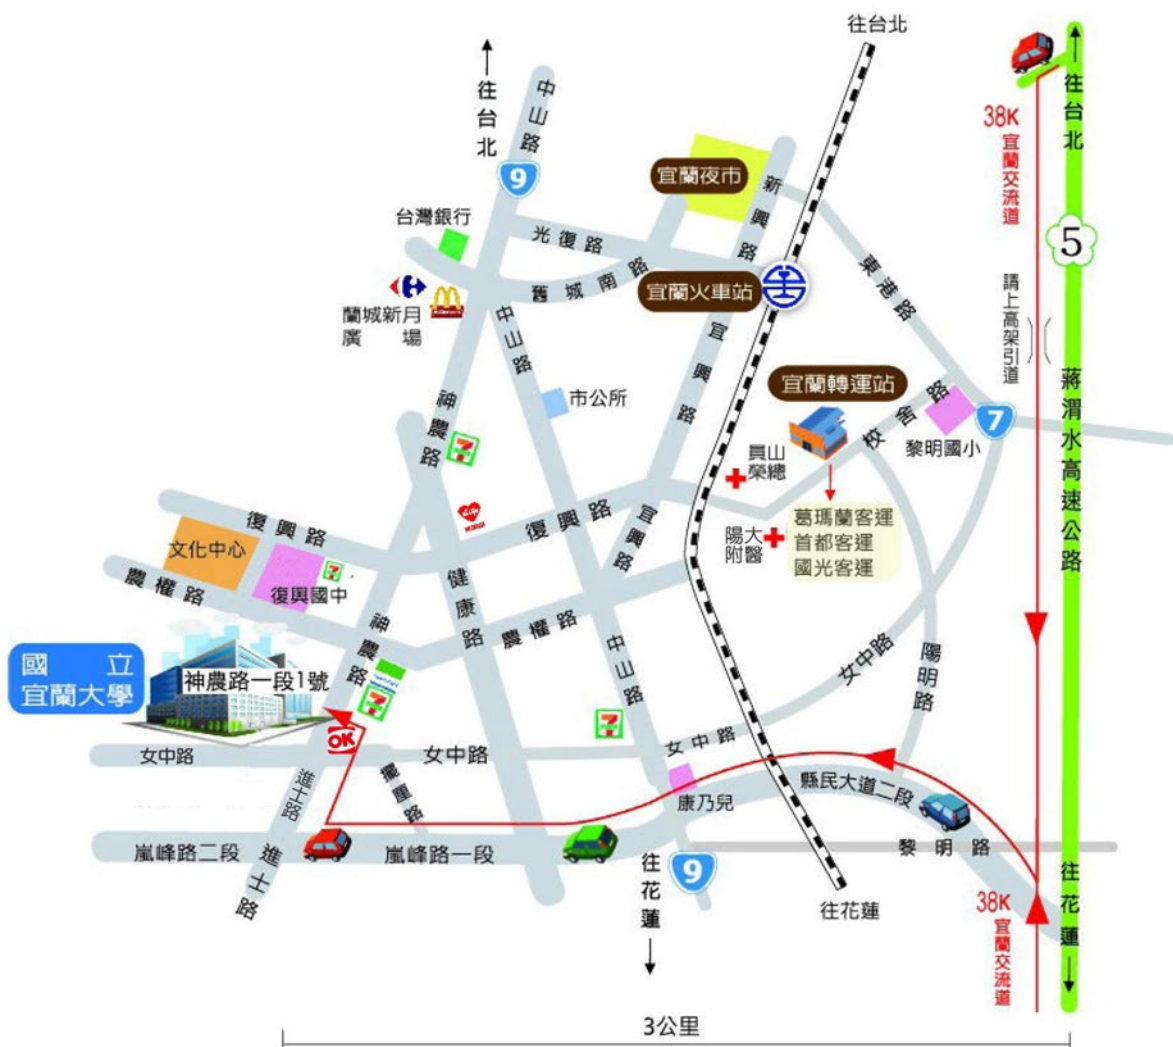 往台北
往台北
中山路
9
往台北
38K
宜蘭交流道
宜蘭夜市
新興路
台灣銀行
光復路
5
東港路
舊城南路
宜蘭火車站
請上高架引道
蘭城新月
廣場
McDonald's
中山路
宜興路
宜蘭轉運站
蔣渭水高速公路
市公所
神農路
校舍路
7
黎明國小
員山
榮總
復興路
復興路
宜興路
葛瑪蘭客運
首都客運
國光客運
陽大
附醫
文化中心
復興國中
農權路
健康路
農權路
國立
宜蘭大學
神農路一段1號
神農路
中山路
女中路
陽明路
OK
女中路
女中路
女中路
進士路
擺厘路
康乃兒
縣民大道二段
嵐峰路二段
進士路
嵐峰路一段
黎明路
9
往花蓮
往花蓮
38K
宜蘭交流道
往花蓮
3公里